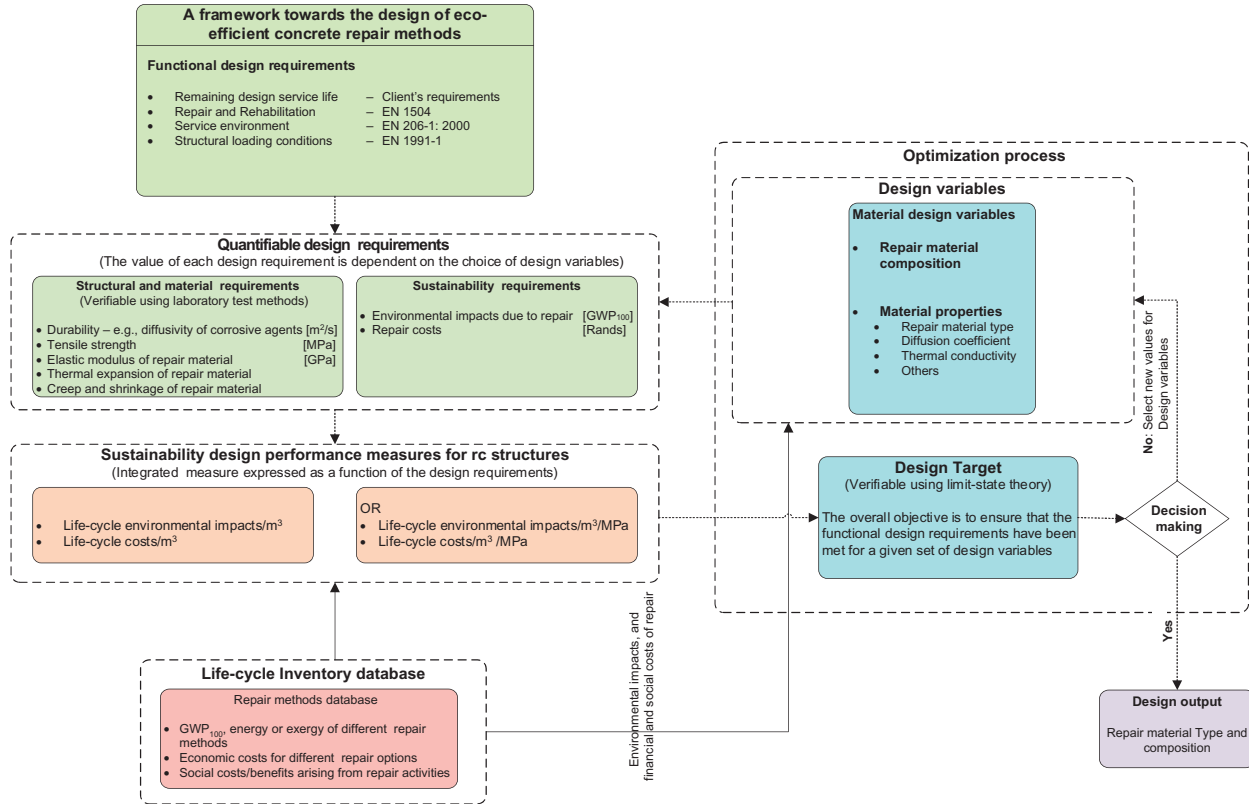 A framework towards the design of eco-
efficient concrete repair methods
Functional design requirements
• Remaining design service life – Client's requirements
• Repair and Rehabilitation – EN 1504
• Service environment – EN 206-1: 2000
• Structural loading conditions – EN 1991-1
Quantifiable design requirements
(The value of each design requirement is dependent on the choice of design variables)
Structural and material requirements
(Verifiable using laboratory test methods)
• Durability – e.g., diffusivity of corrosive agents [m²/s]
• Tensile strength [MPa]
• Elastic modulus of repair material [GPa]
• Thermal expansion of repair material
• Creep and shrinkage of repair material
Sustainability requirements
• Environmental impacts due to repair [GWP₁₀₀]
• Repair costs [Rands]
Sustainability design performance measures for rc structures
(Integrated measure expressed as a function of the design requirements)
• Life-cycle environmental impacts/m³
• Life-cycle costs/m³
OR
• Life-cycle environmental impacts/m³/MPa
• Life-cycle costs/m³ /MPa
Life-cycle Inventory database
Repair methods database
• GWP₁₀₀, energy or exergy of different repair
methods
• Economic costs for different repair options
• Social costs/benefits arising from repair activities
Environmental impacts, and
financial and social costs of repair
Optimization process
Design variables
Material design variables
• Repair material
composition
• Material properties
• Repair material type
• Diffusion coefficient
• Thermal conductivity
• Others
No: Select new values for
Design variables
Design Target
(Verifiable using limit-state theory)
The overall objective is to ensure that the
functional design requirements have been
met for a given set of design variables
Decision
making
Yes
Design output
Repair material Type and
composition